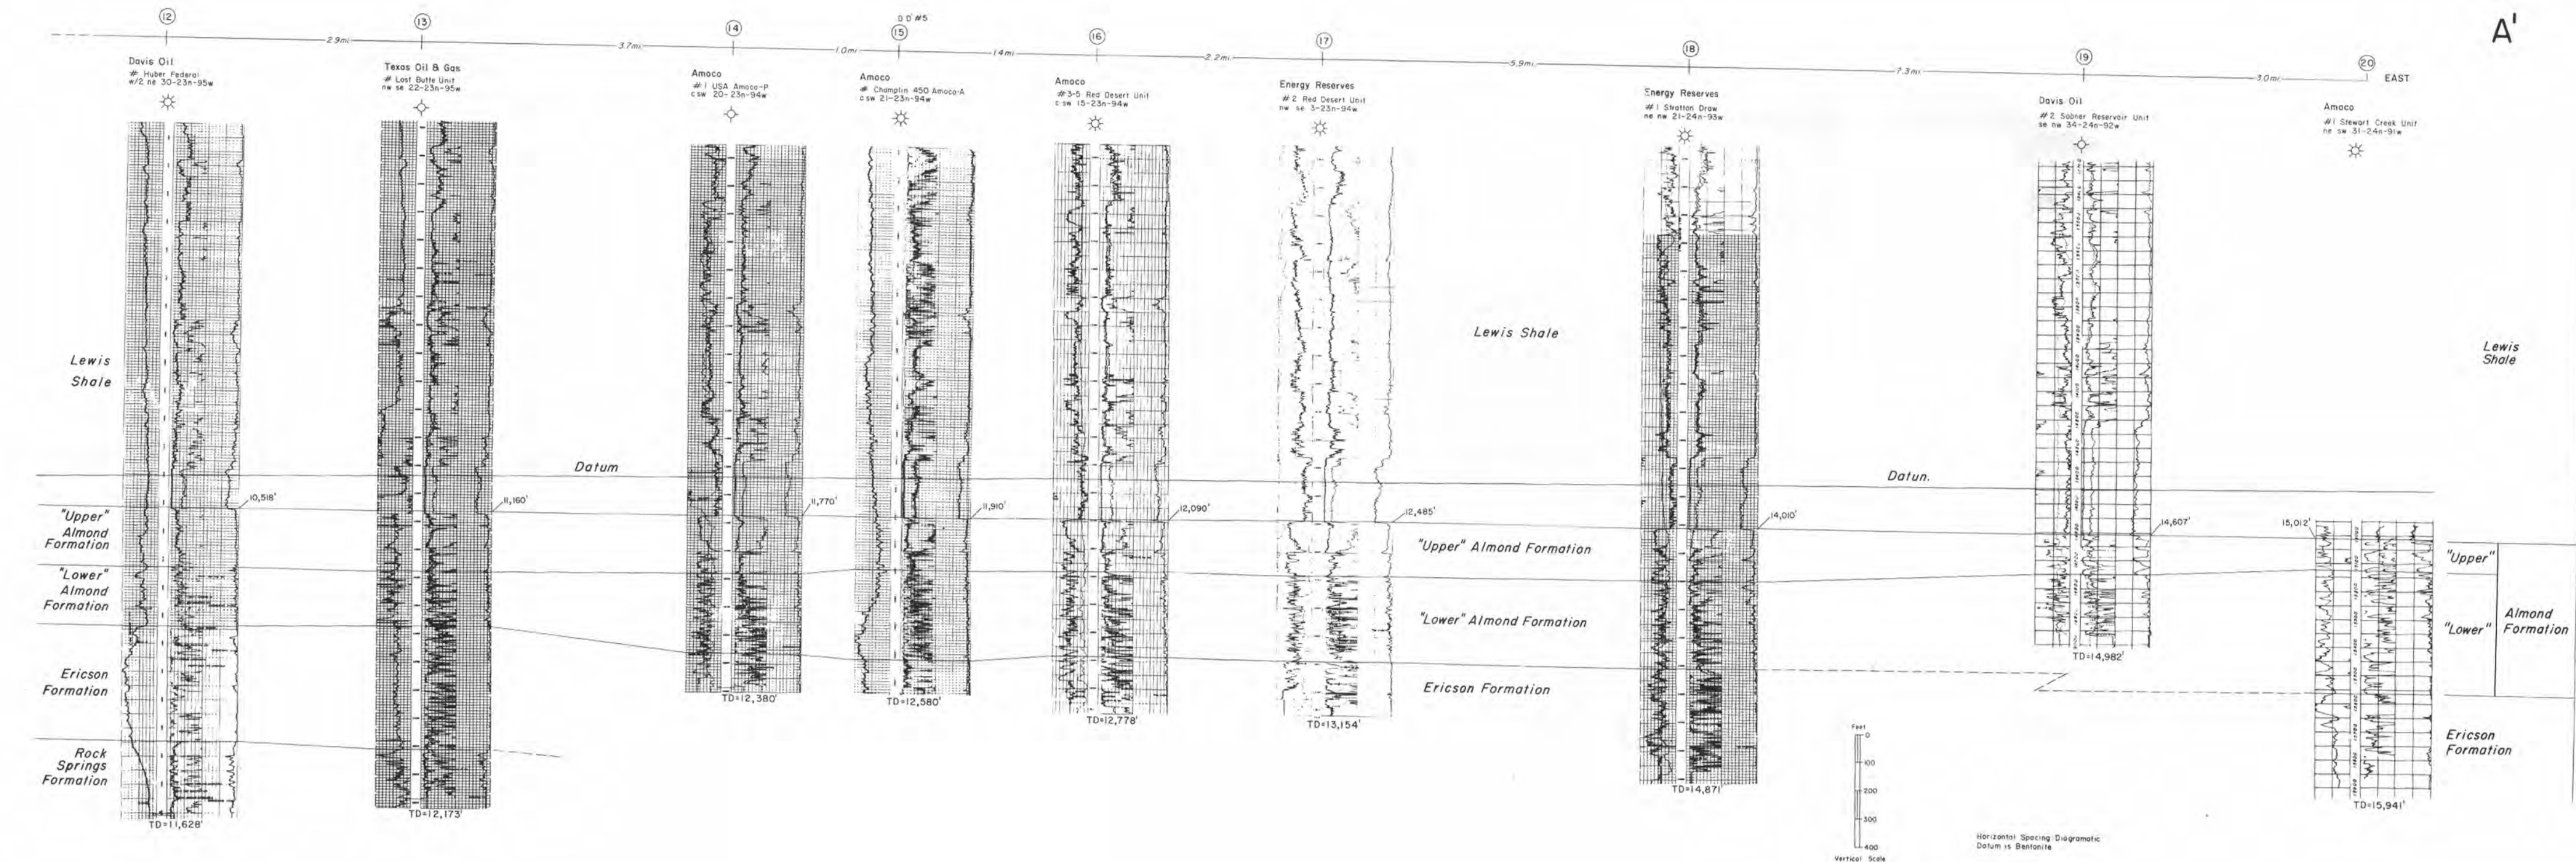 A'
D D' #5
12
13
14
15
16
17
18
19
20
EAST
2.9mi.
3.7mi.
1.0mi.
1.4mi.
2.2mi.
5.9mi.
7.3mi.
3.0mi.
Davis Oil
# Huber Federal
w/2 ne 30-23n-95w
Texas Oil & Gas
# Lost Butte Unit
nw se 22-23n-95w
Amoco
#1 USA Amoco-P
c sw 20-23n-94w
Amoco
# Champlin 450 Amoco-A
c sw 21-23n-94w
Amoco
#3-5 Red Desert Unit
c sw 15-23n-94w
Energy Reserves
#2 Red Desert Unit
nw se 3-23n-94w
Energy Reserves
#1 Stratton Draw
ne nw 21-24n-93w
Davis Oil
#2 Sabner Reservoir Unit
se nw 34-24n-92w
Amoco
#1 Stewart Creek Unit
ne sw 31-24n-91w
Lewis
Shale
Lewis Shale
Lewis
Shale
Datum
Datun.
10,518'
11,160'
11,770'
11,910'
12,090'
12,485'
14,010'
14,607'
15,012'
"Upper"
Almond
Formation
"Upper" Almond Formation
"Upper"
"Lower"
Almond
Formation
"Lower" Almond Formation
"Lower"
Almond
Formation
Ericson
Formation
Ericson Formation
Ericson
Formation
Rock
Springs
Formation
TD=11,628'
TD=12,173'
TD=12,380'
TD=12,580'
TD=12,778'
TD=13,154'
TD=14,871'
TD=14,982'
TD=15,941'
Feet
0
100
200
300
400
Vertical Scale
Horizontal Spacing Diagramatic
Datum is Bentonite